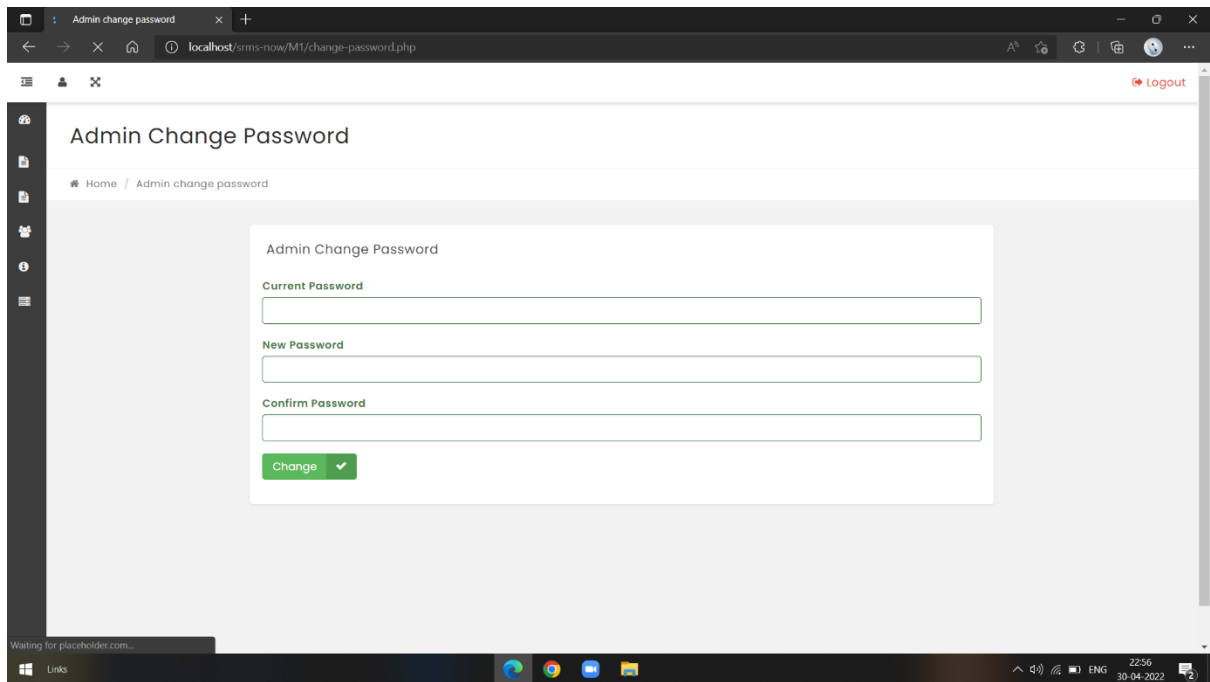 Admin change password
localhost/srms-now/M1/change-password.php
Logout
Admin Change Password
Home / Admin change password
Admin Change Password
Current Password
New Password
Confirm Password
Change
Waiting for placeholder.com...
Links
ENG
22:56
30-04-2022
2